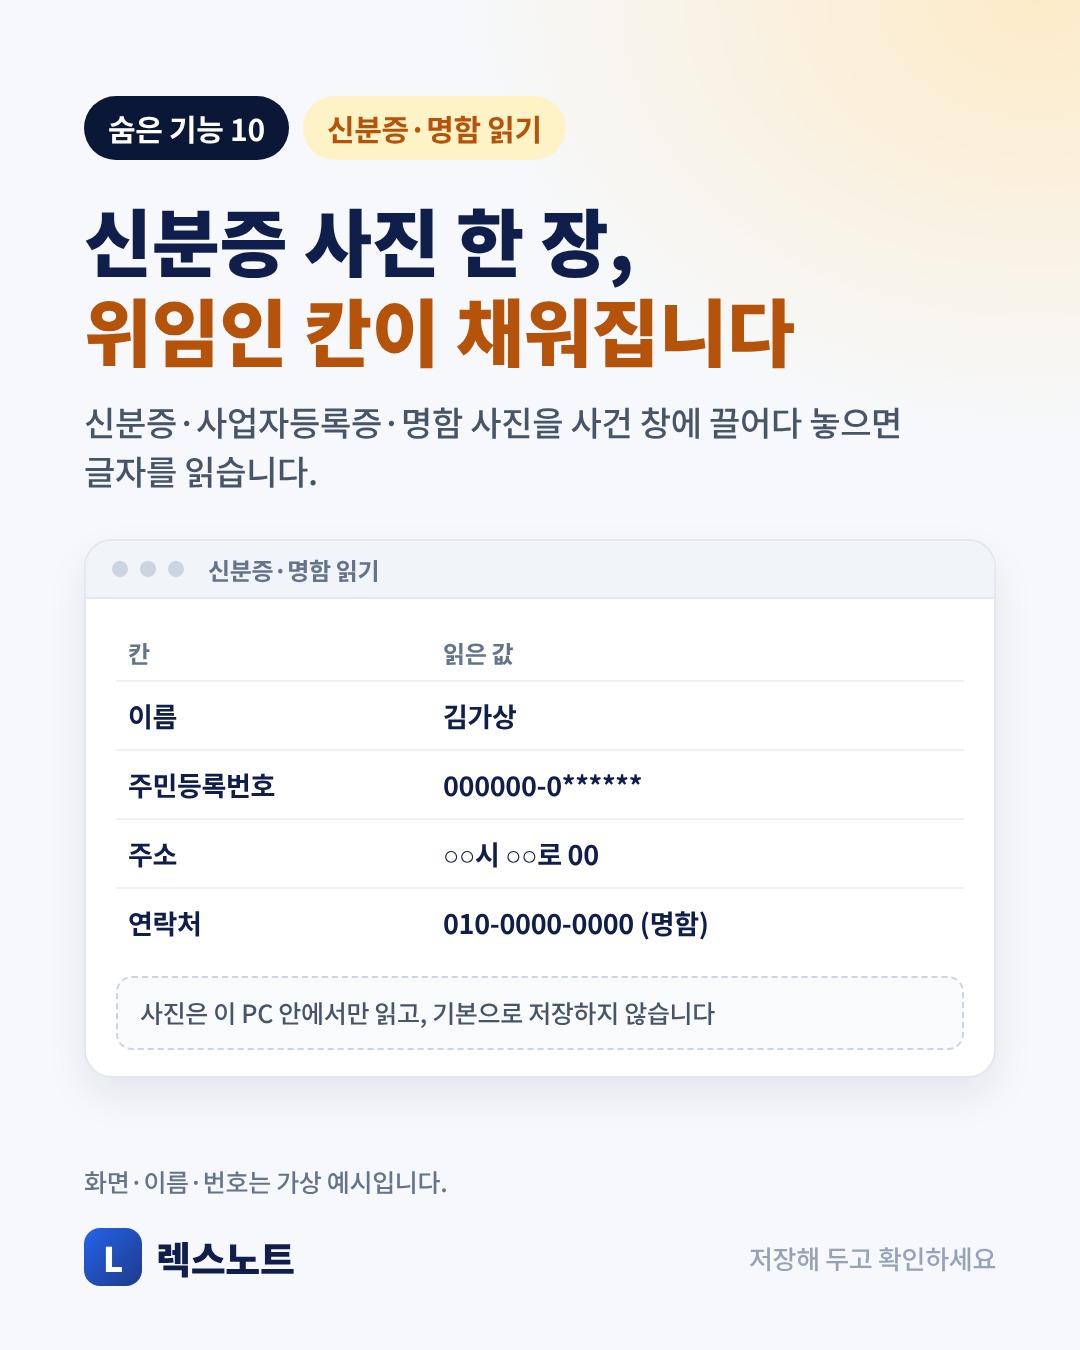 숨은 기능 10
신분증·명함 읽기
신분증 사진 한 장,
위임인 칸이 채워집니다
신분증·사업자등록증·명함 사진을 사건 창에 끌어다 놓으면
글자를 읽습니다.
신분증·명함 읽기
칸 읽은 값
이름 김가상
주민등록번호 000000-0******
주소 ○○시 ○○로 00
연락처 010-0000-0000 (명함)
사진은 이 PC 안에서만 읽고, 기본으로 저장하지 않습니다
화면·이름·번호는 가상 예시입니다.
L 렉스노트
저장해 두고 확인하세요